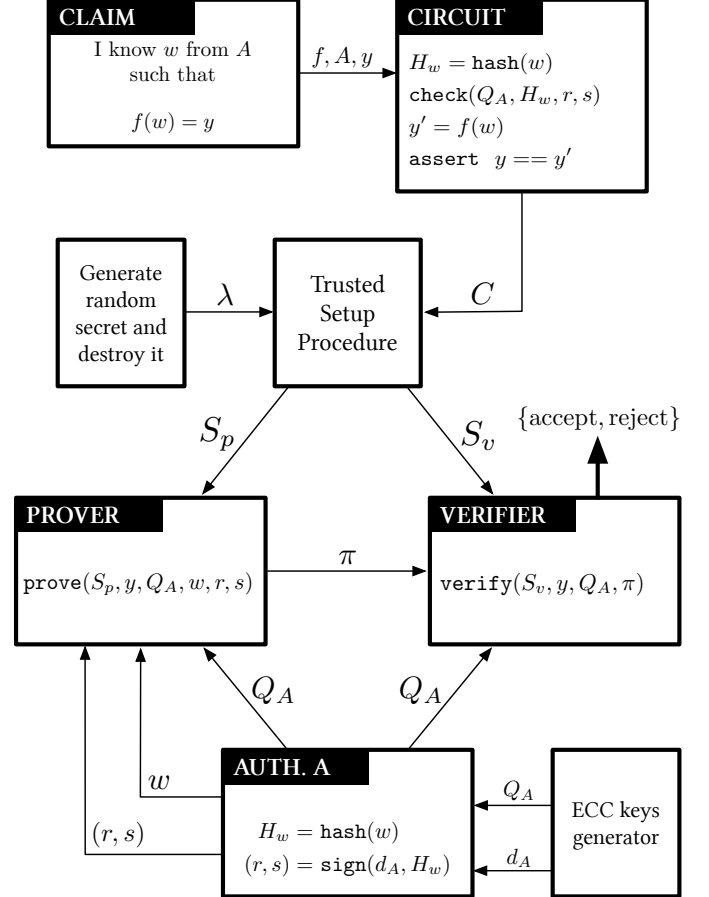 CLAIM
I know w from A
such that
f(w) = y
f, A, y
CIRCUIT
H_w = hash(w)
check(Q_A, H_w, r, s)
y′ = f(w)
assert y == y′
Generate
random
secret and
destroy it
λ
Trusted
Setup
Procedure
C
S_p
S_v
{accept, reject}
PROVER
prove(S_p, y, Q_A, w, r, s)
π
VERIFIER
verify(S_v, y, Q_A, π)
Q_A
Q_A
w
(r, s)
AUTH. A
H_w = hash(w)
(r, s) = sign(d_A, H_w)
Q_A
d_A
ECC keys
generator